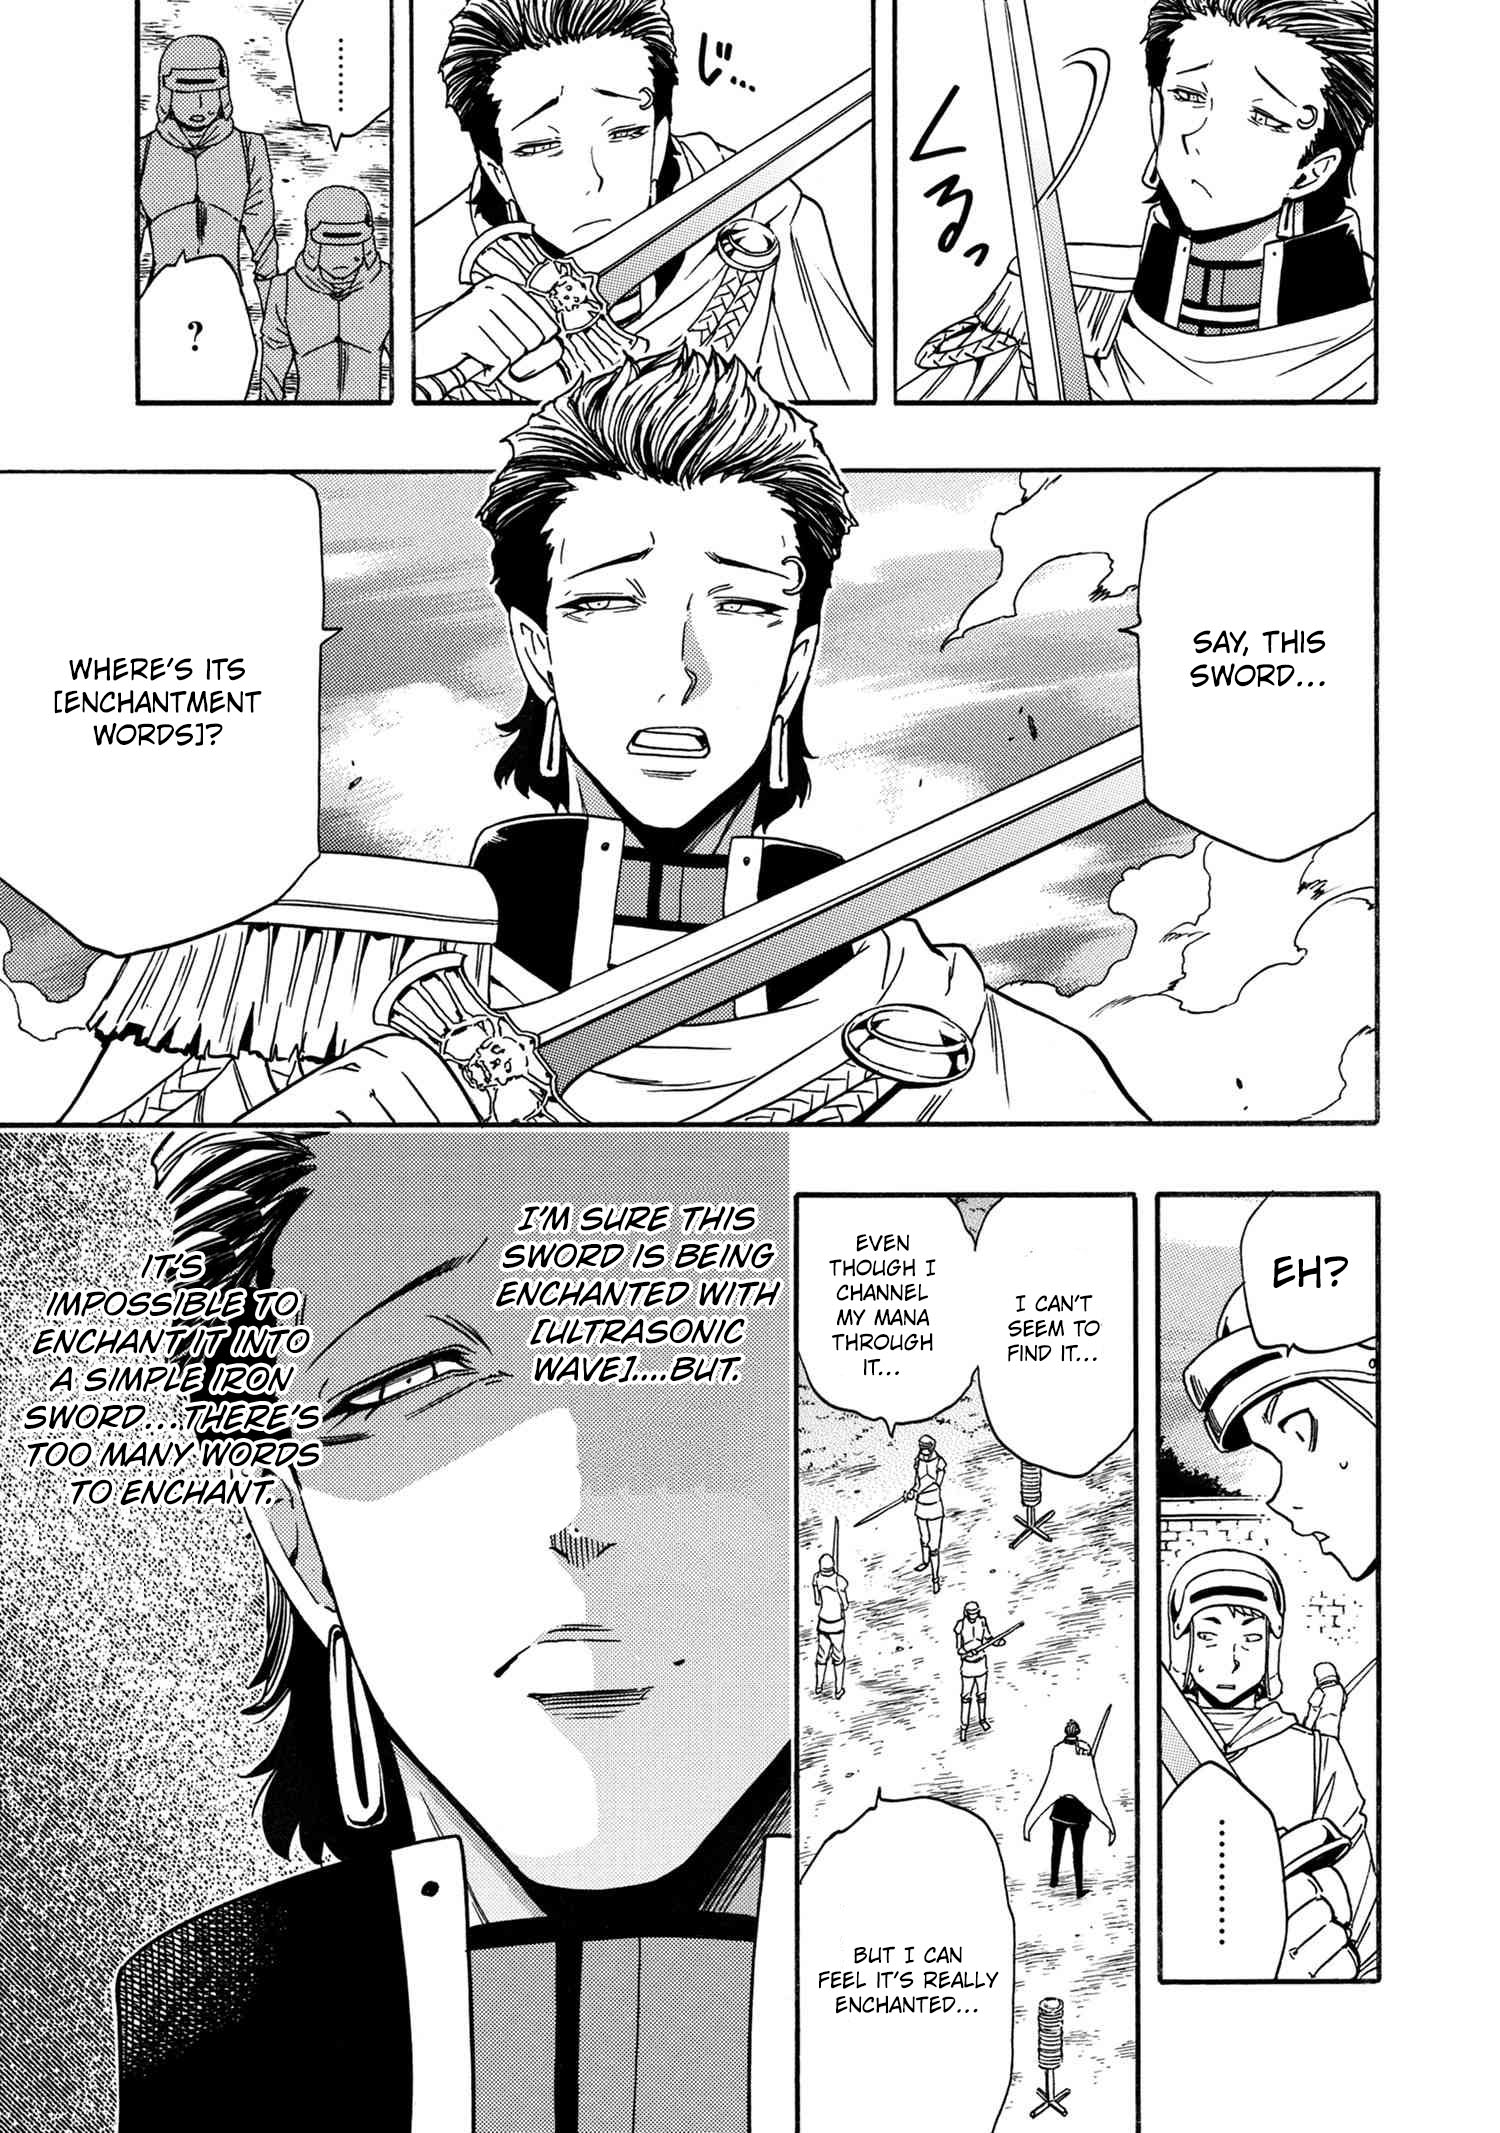 くるっ
じ…
………
?
SAY, THIS
SWORD...
WHERE'S ITS
[ENCHANTMENT
WORDS]?
EH?
………
I CAN'T
SEEM TO
FIND IT...
EVEN
THOUGH I
CHANNEL
MY MANA
THROUGH
IT...
BUT I CAN
FEEL IT'S REALLY
ENCHANTED...
I'M SURE THIS
SWORD IS BEING
ENCHANTED WITH
[ULTRASONIC
WAVE]....BUT.
IT'S
IMPOSSIBLE TO
ENCHANT IT INTO
A SIMPLE IRON
SWORD...THERE'S
TOO MANY WORDS
TO ENCHANT..